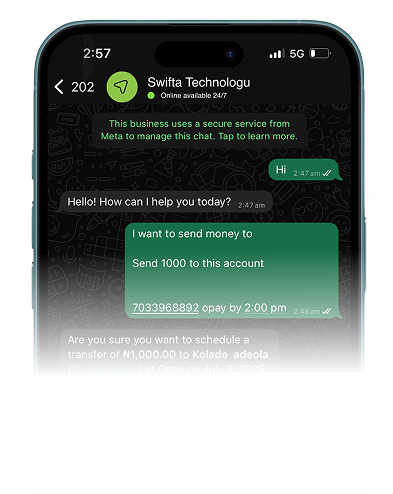 2:57
5G
202
Swifta Technologu
Online available 24/7
This business uses a secure service from
Meta to manage this chat. Tap to learn more.
Hi
2:47 am
Hello! How can I help you today?
2:47 am
I want to send money to
Send 1000 to this account
7033968892 opay by 2:00 pm
2:48 am
Are you sure you want to schedule a
transfer of ₦1,000.00 to Kolade adeola
at Opay on July 3, 2025